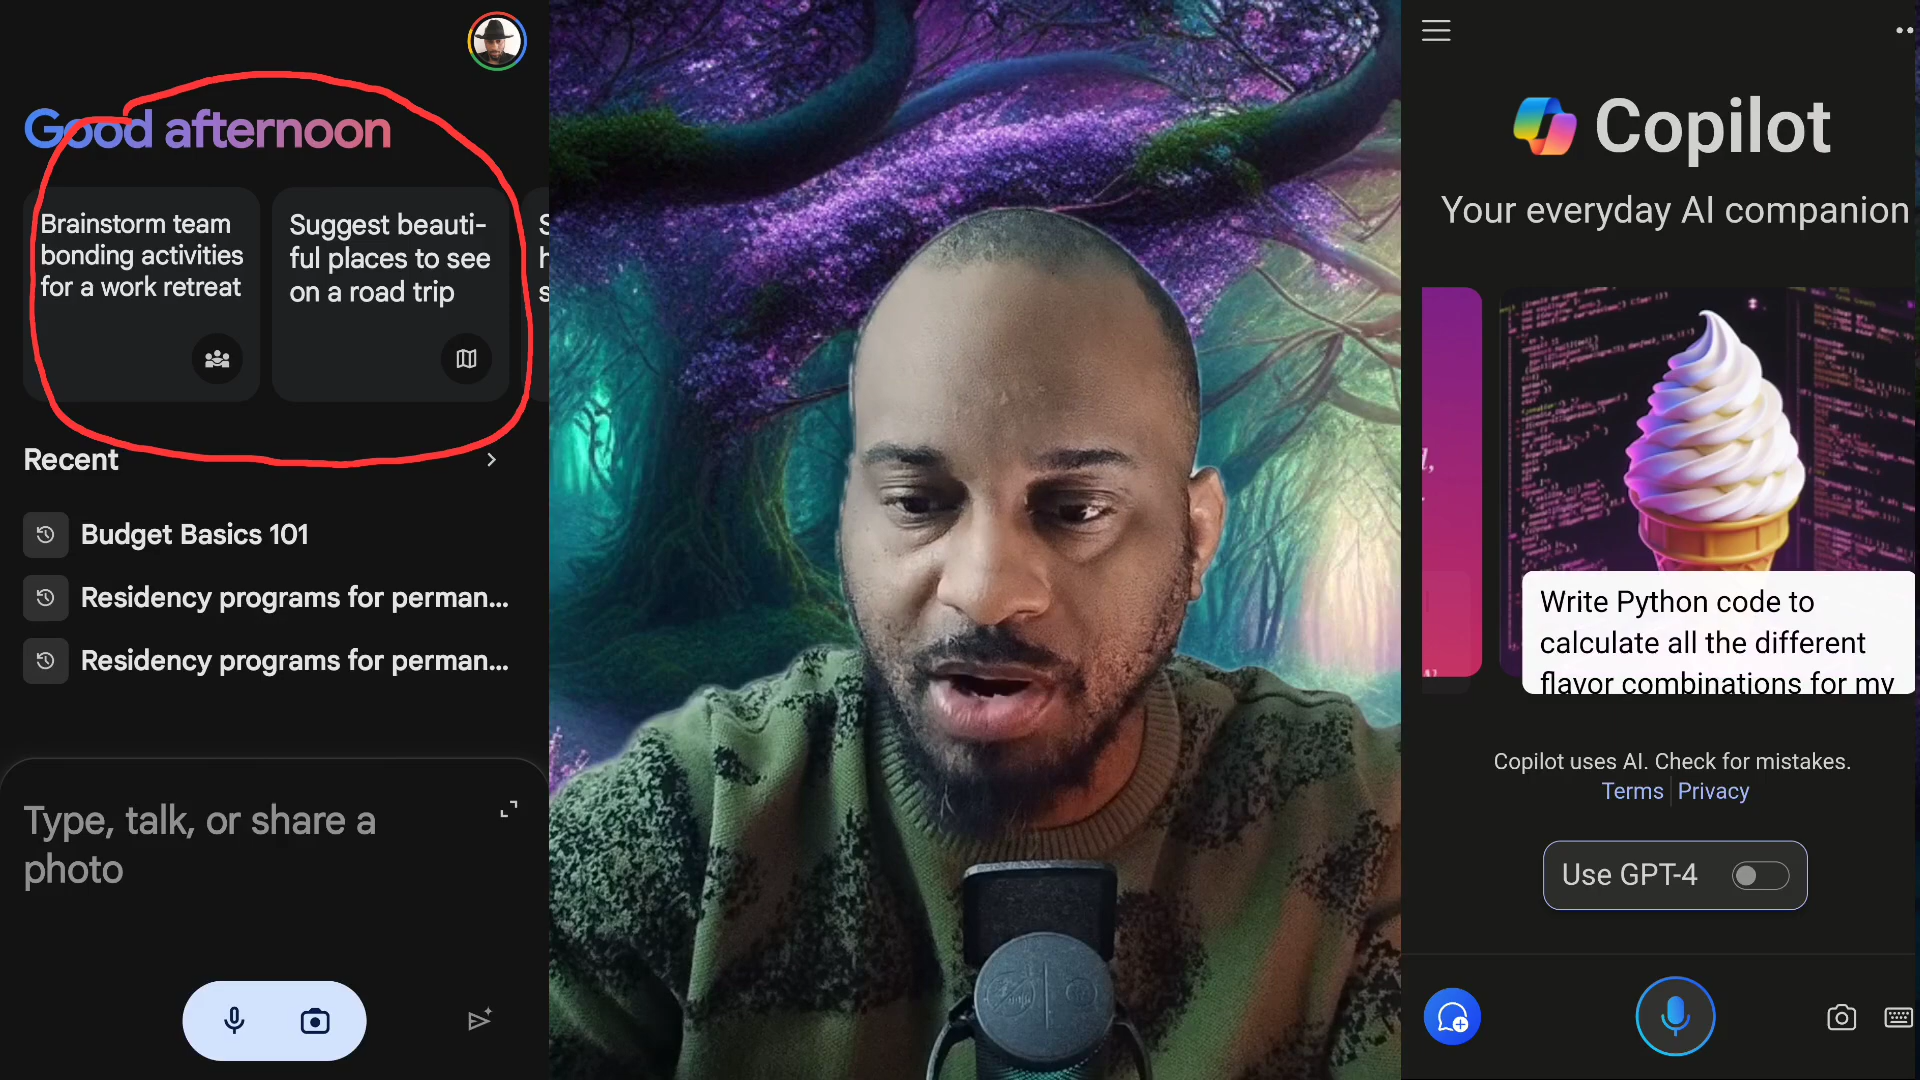 Good afternoon
Brainstorm team
bonding activities
for a work retreat
Suggest beauti-
ful places to see
on a road trip
S
h
s
Recent
Budget Basics 101
Residency programs for perman...
Residency programs for perman...
Type, talk, or share a
photo
Copilot
Your everyday AI companion
Write Python code to
calculate all the different
flavor combinations for my
Copilot uses AI. Check for mistakes.
Terms | Privacy
Use GPT-4